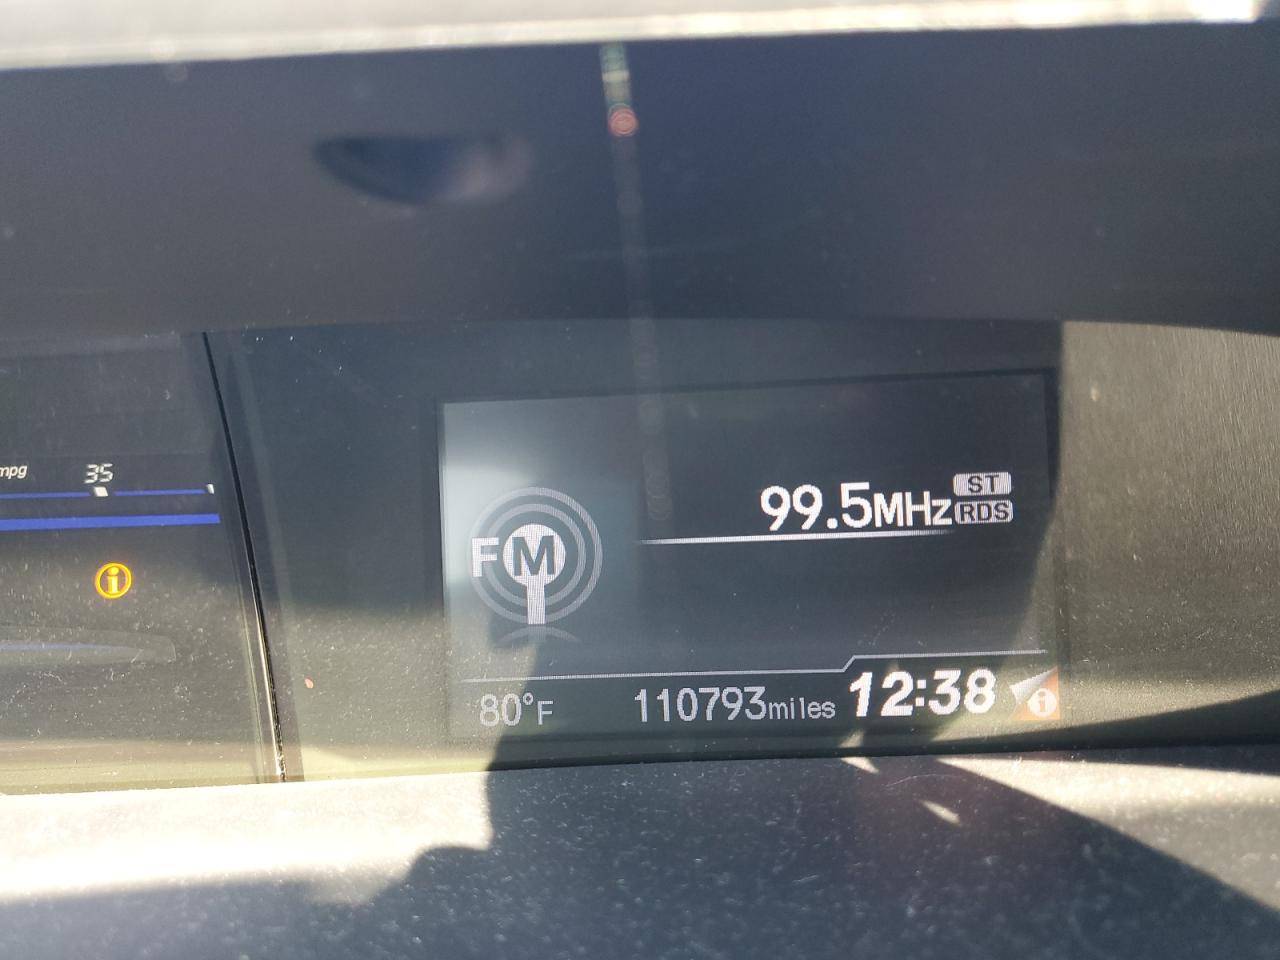 mpg 35
i
99.5MHz ST
RDS
FM
80°F 110793miles 12:38 i